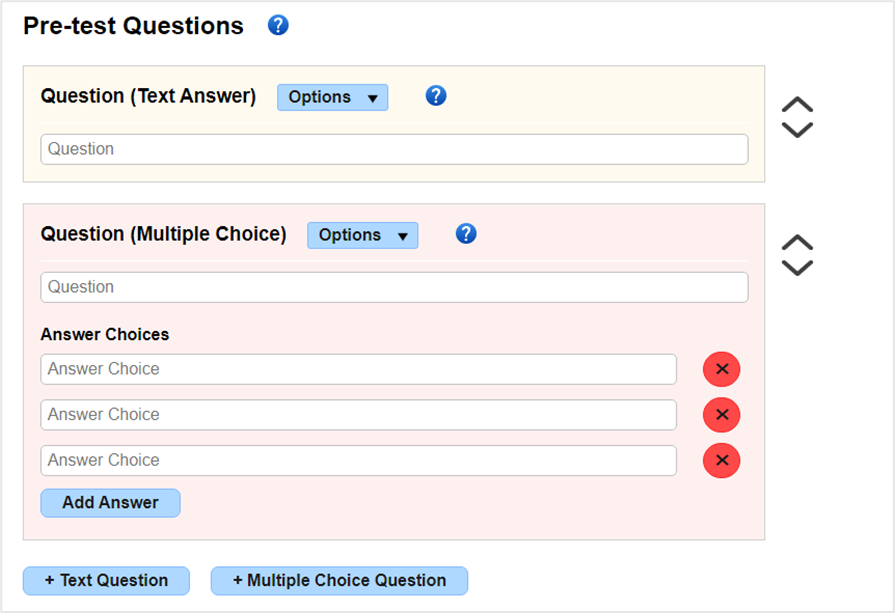 Pre-test Questions ?
Question (Text Answer) Options ▼ ?
Question
Question (Multiple Choice) Options ▼ ?
Question
Answer Choices
Answer Choice
Answer Choice
Answer Choice
Add Answer
+ Text Question + Multiple Choice Question